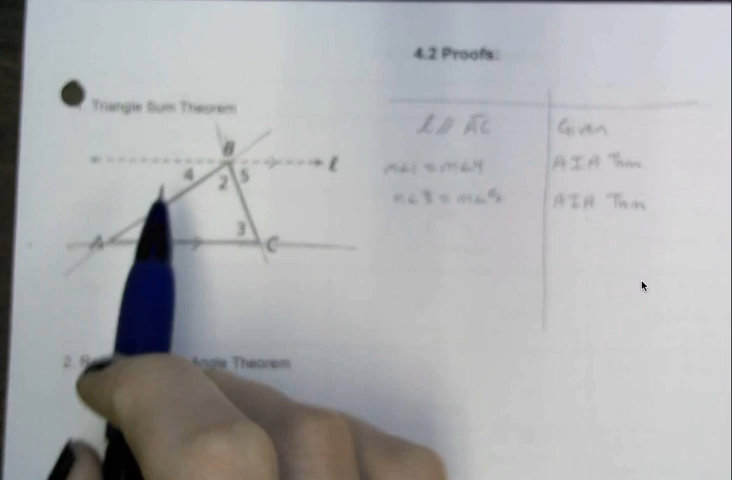 4.2 Proofs:
Triangle Sum Theorem
B
l
4
2
5
3
A
C
l // AC Given
m∠1 = m∠4 AIA Thm
m∠3 = m∠5 AIA Thm
2.
Angle Theorem